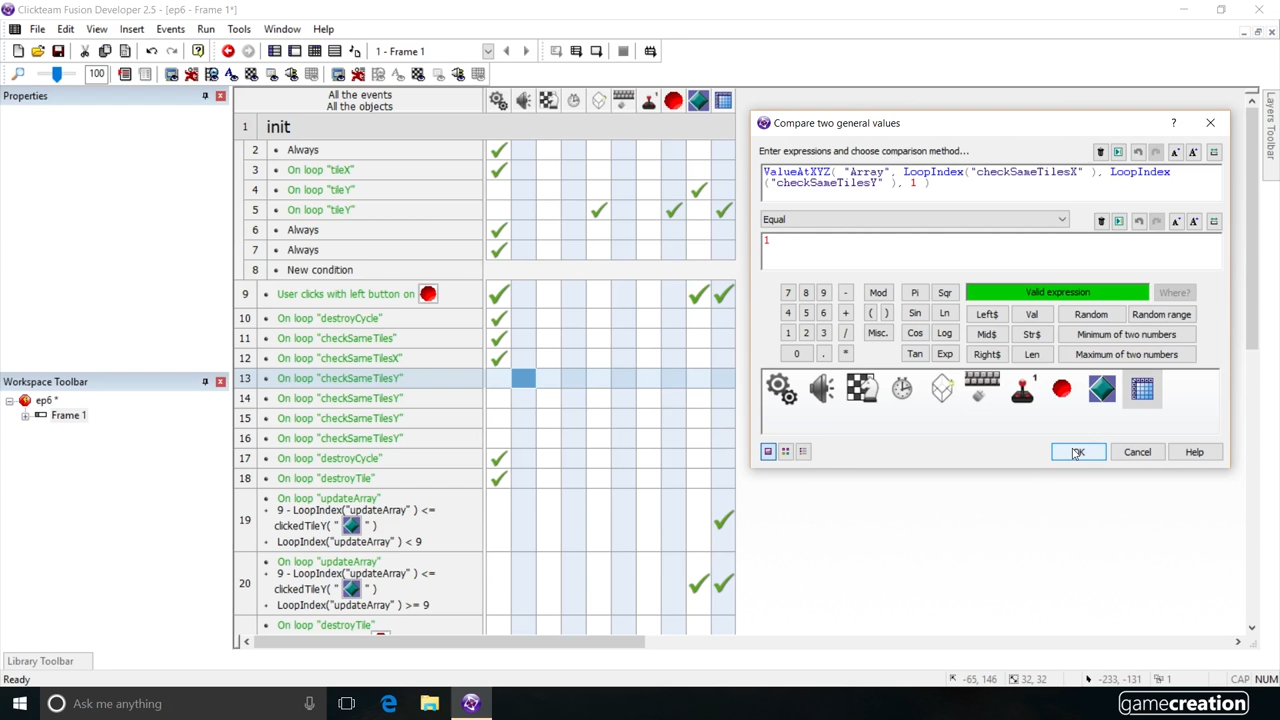 Clickteam Fusion Developer 2.5 - [ep6 - Frame 1*]
File Edit View Insert Events Run Tools Window Help
1 - Frame 1
100
Properties
All the events
All the objects
1 init
2 Always
3 On loop "tileX"
4 On loop "tileY"
5 On loop "tileY"
6 Always
7 Always
8 New condition
9 User clicks with left button on
10 On loop "destroyCycle"
11 On loop "checkSameTiles"
12 On loop "checkSameTilesX"
13 On loop "checkSameTilesY"
14 On loop "checkSameTilesY"
15 On loop "checkSameTilesY"
16 On loop "checkSameTilesY"
17 On loop "destroyCycle"
18 On loop "destroyTile"
On loop "updateArray"
9 - LoopIndex("updateArray" ) <=
19
clickedTileY( " " )
LoopIndex("updateArray" ) < 9
On loop "updateArray"
9 - LoopIndex("updateArray" ) <=
20
clickedTileY( " " )
LoopIndex("updateArray" ) >= 9
On loop "destroyTile"
Workspace Toolbar
ep6 *
Frame 1
Library Toolbar
Layers Toolbar
Compare two general values
?
Enter expressions and choose comparison method...
ValueAtXYZ( "Array", LoopIndex("checkSameTilesX" ), LoopIndex
("checkSameTilesY" ), 1 )
Equal
1
7 8 9 - Mod Pi Sqr Valid expression Where?
4 5 6 + ( ) Sin Ln Left$ Val Random Random range
1 2 3 / Misc. Cos Log Mid$ Str$ Minimum of two numbers
0 . * Tan Exp Right$ Len Maximum of two numbers
1
OK Cancel Help
Ready
-65, 146 32, 32 -233, -131 1 CAP NUM
Ask me anything
gamecreation